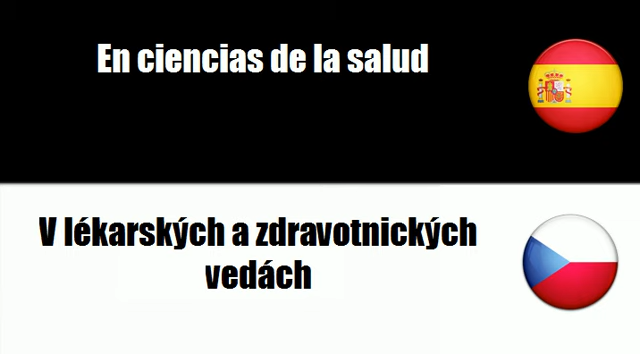 En ciencias de la salud
V lékarských a zdravotnických
vedách